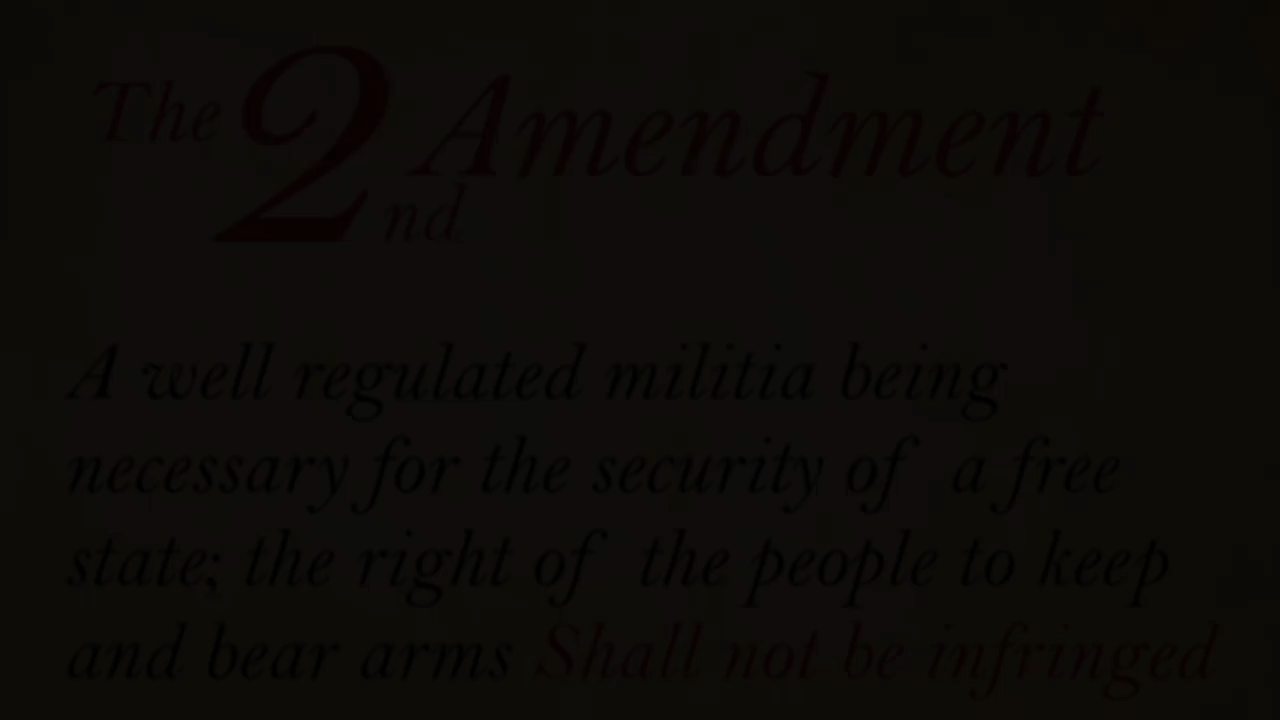 The 2nd Amendment
A well regulated militia being
necessary for the security of a free
state; the right of the people to keep
and bear arms Shall not be infringed